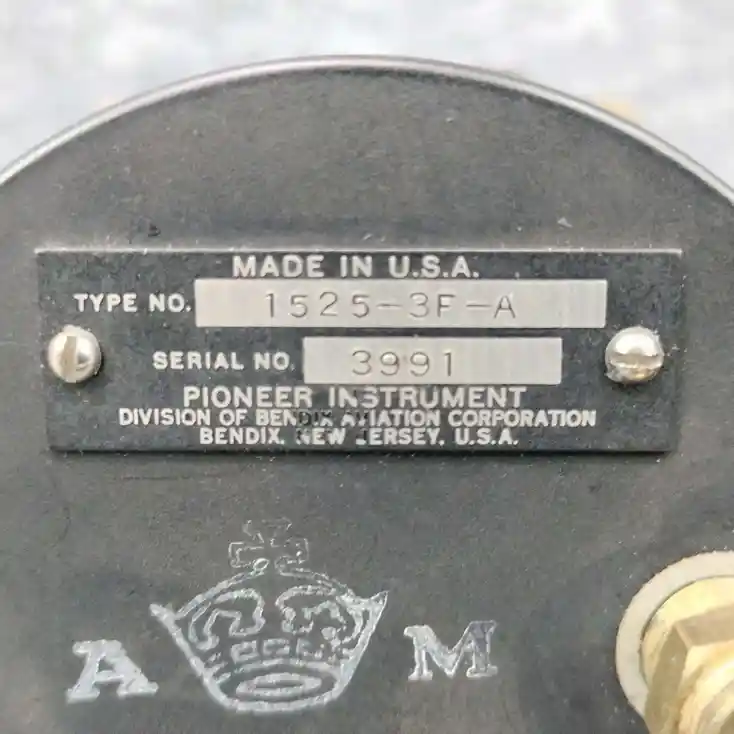 MADE IN U.S.A.
TYPE NO. 1525-3F-A
SERIAL NO. 3991
PIONEER INSTRUMENT
DIVISION OF BENDIX AVIATION CORPORATION
BENDIX, NEW JERSEY, U.S.A.
A M